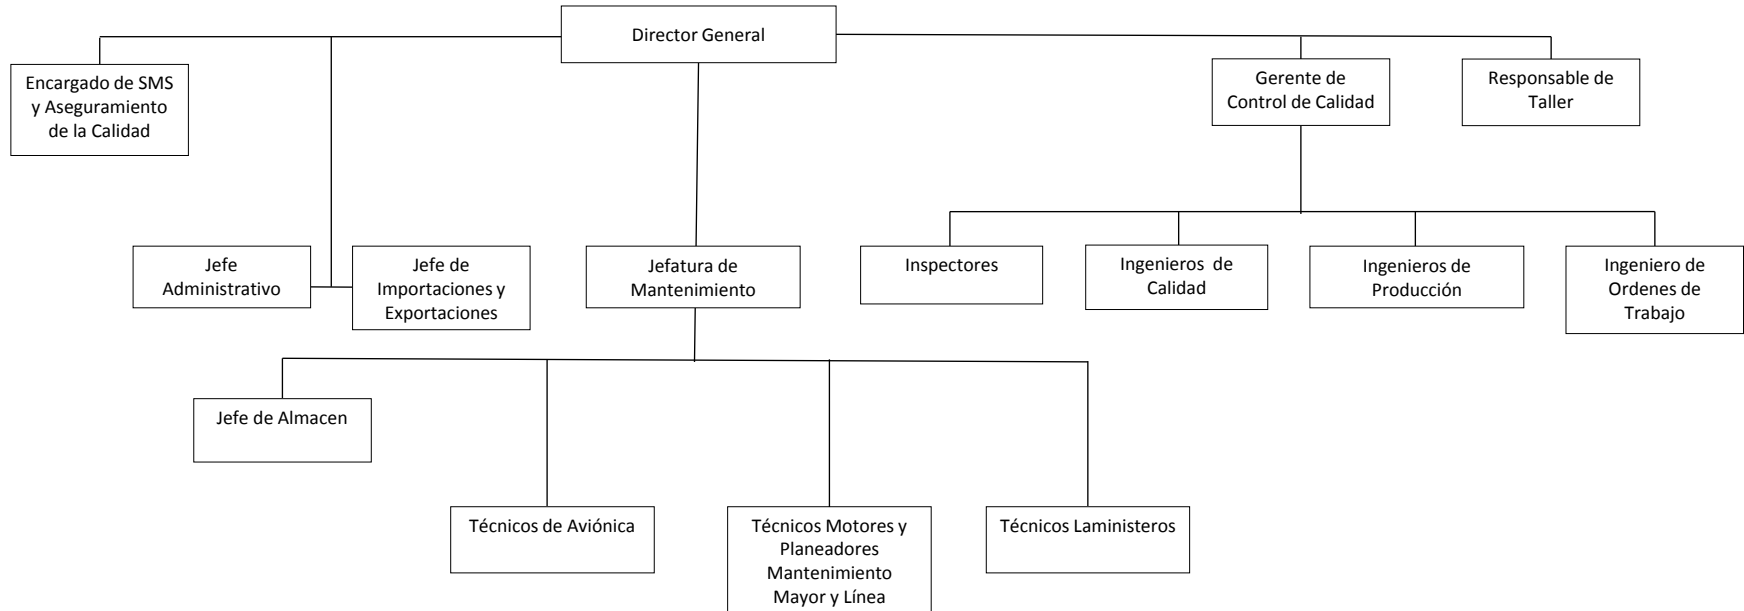 Director General
Encargado de SMS
y Aseguramiento
de la Calidad
Gerente de
Control de Calidad
Responsable de
Taller
Jefe
Administrativo
Jefe de
Importaciones y
Exportaciones
Jefatura de
Mantenimiento
Inspectores
Ingenieros de
Calidad
Ingenieros de
Producción
Ingeniero de
Ordenes de
Trabajo
Jefe de Almacen
Técnicos de Aviónica
Técnicos Motores y
Planeadores
Mantenimiento
Mayor y Línea
Técnicos Laministeros